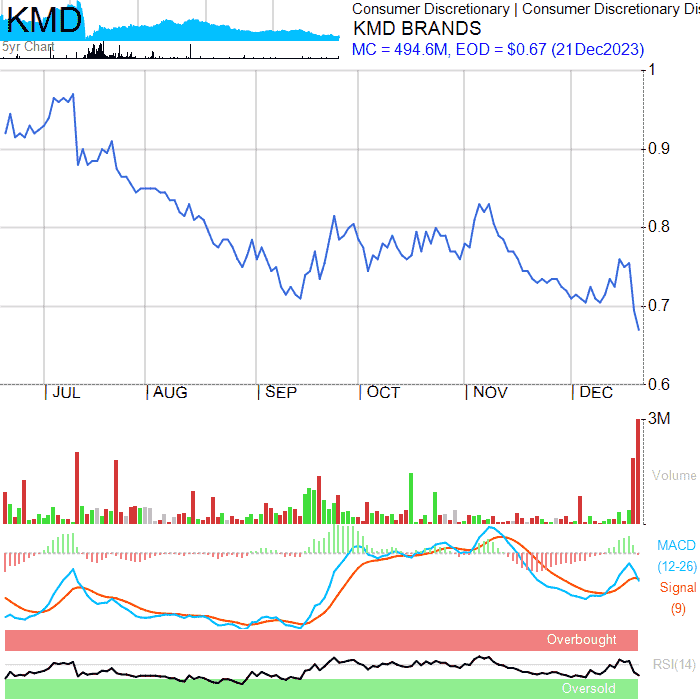 KMD
5yr Chart
Consumer Discretionary | Consumer Discretionary Dis
KMD BRANDS
MC = 494.6M, EOD = $0.67 (21Dec2023)
1
0.9
0.8
0.7
0.6
JUL AUG SEP OCT NOV DEC
3M
Volume
MACD
(12-26)
Signal
(9)
Overbought
RSI(14)
Oversold